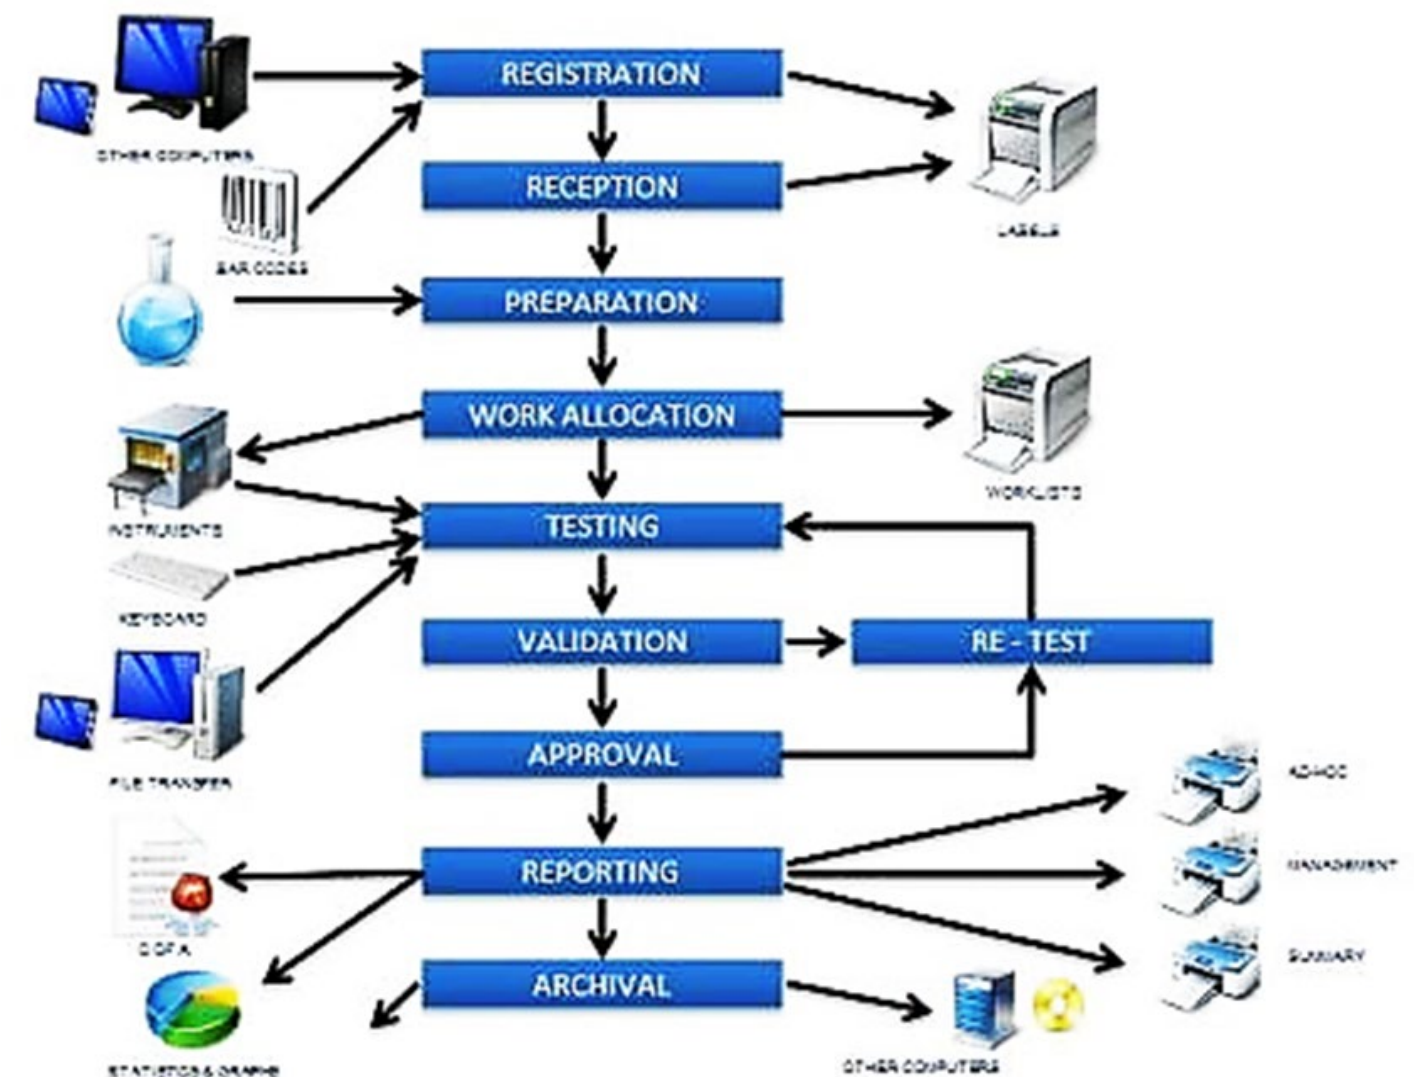 REGISTRATION
OTHER COMPUTERS
RECEPTION
BAR CODES
LABELS
PREPARATION
WORK ALLOCATION
WORKLISTS
INSTRUMENTS
TESTING
KEYBOARD
VALIDATION
RE - TEST
FILE TRANSFER
APPROVAL
AD-HOC
REPORTING
MANAGEMENT
C OF A
SUMMARY
ARCHIVAL
STATISTICS & GRAPHS
OTHER COMPUTERS